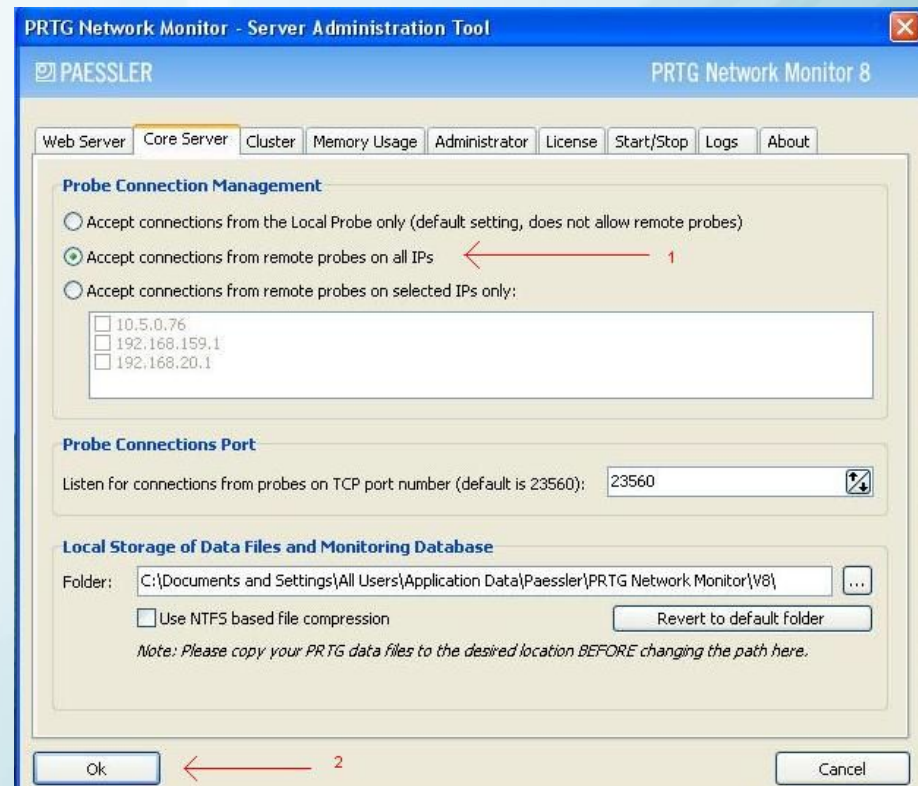 PRTG Network Monitor - Server Administration Tool
PAESSLER PRTG Network Monitor 8
Web Server Core Server Cluster Memory Usage Administrator License Start/Stop Logs About
Probe Connection Management
Accept connections from the Local Probe only (default setting, does not allow remote probes)
Accept connections from remote probes on all IPs 1
Accept connections from remote probes on selected IPs only:
10.5.0.76
192.168.159.1
192.168.20.1
Probe Connections Port
Listen for connections from probes on TCP port number (default is 23560): 23560
Local Storage of Data Files and Monitoring Database
Folder: C:\Documents and Settings\All Users\Application Data\Paessler\PRTG Network Monitor\V8\ ...
Use NTFS based file compression Revert to default folder
Note: Please copy your PRTG data files to the desired location BEFORE changing the path here.
Ok 2 Cancel